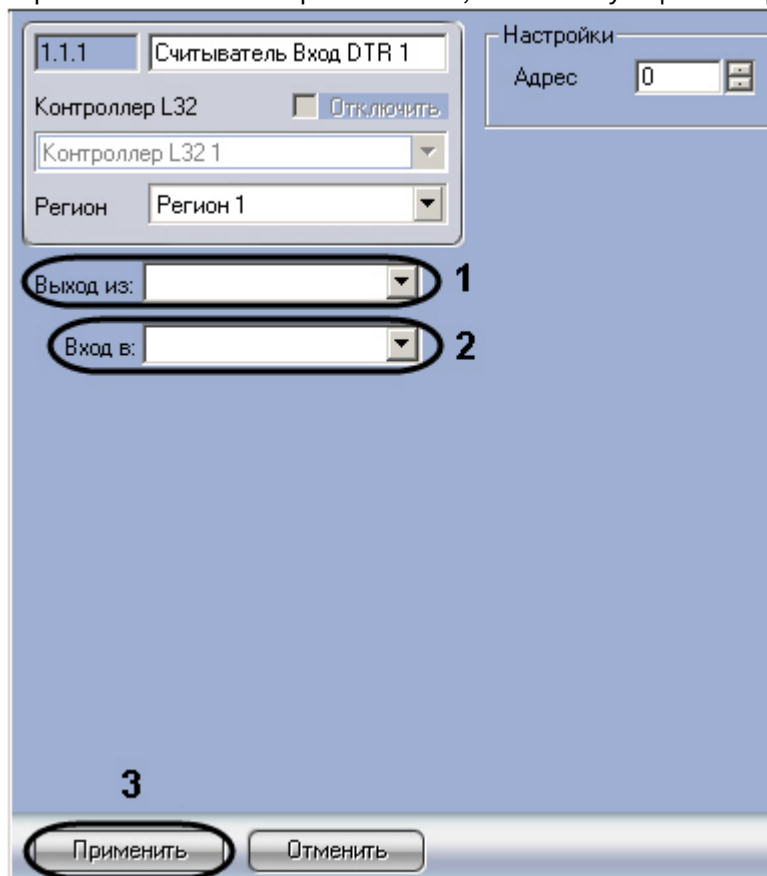 1.1.1 Считыватель Вход DTR 1
Настройки
Адрес 0
Контроллер L32 Отключить
Контроллер L32 1
Регион Регион 1
Выход из: 1
Вход в: 2
3
Применить Отменить